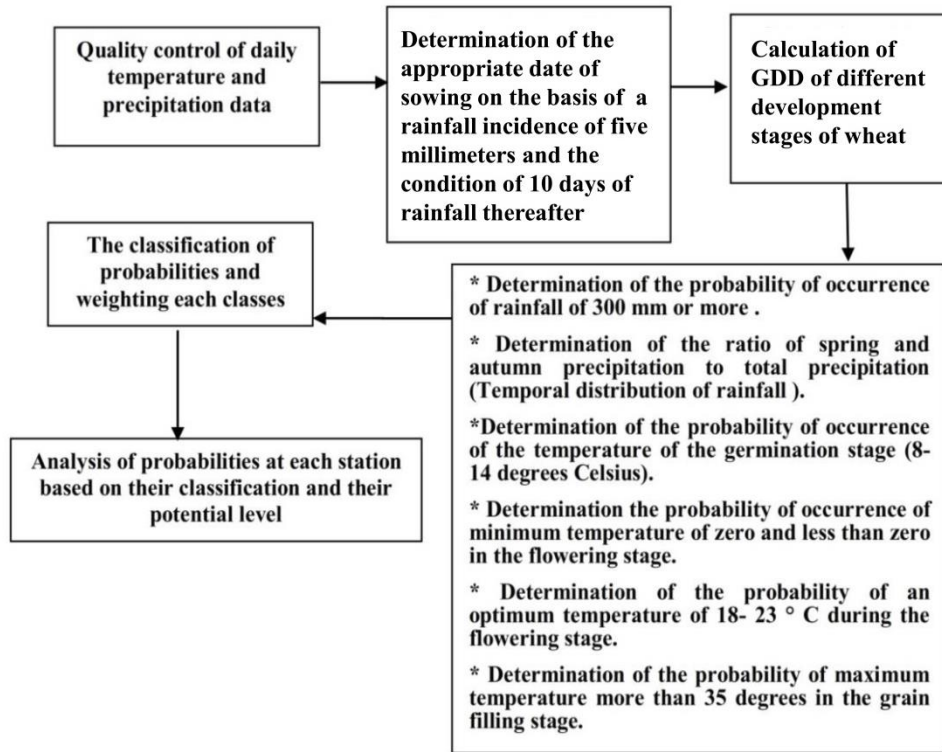 Quality control of daily
temperature and
precipitation data
Determination of the
appropriate date of
sowing on the basis of a
rainfall incidence of five
millimeters and the
condition of 10 days of
rainfall thereafter
Calculation of
GDD of different
development
stages of wheat
* Determination of the probability of occurrence
of rainfall of 300 mm or more .
* Determination of the ratio of spring and
autumn precipitation to total precipitation
(Temporal distribution of rainfall ).
*Determination of the probability of occurrence
of the temperature of the germination stage (8-
14 degrees Celsius).
* Determination the probability of occurrence of
minimum temperature of zero and less than zero
in the flowering stage.
* Determination of the probability of an
optimum temperature of 18- 23 ° C during the
flowering stage.
* Determination of the probability of maximum
temperature more than 35 degrees in the grain
filling stage.
The classification of
probabilities and
weighting each classes
Analysis of probabilities at each station
based on their classification and their
potential level